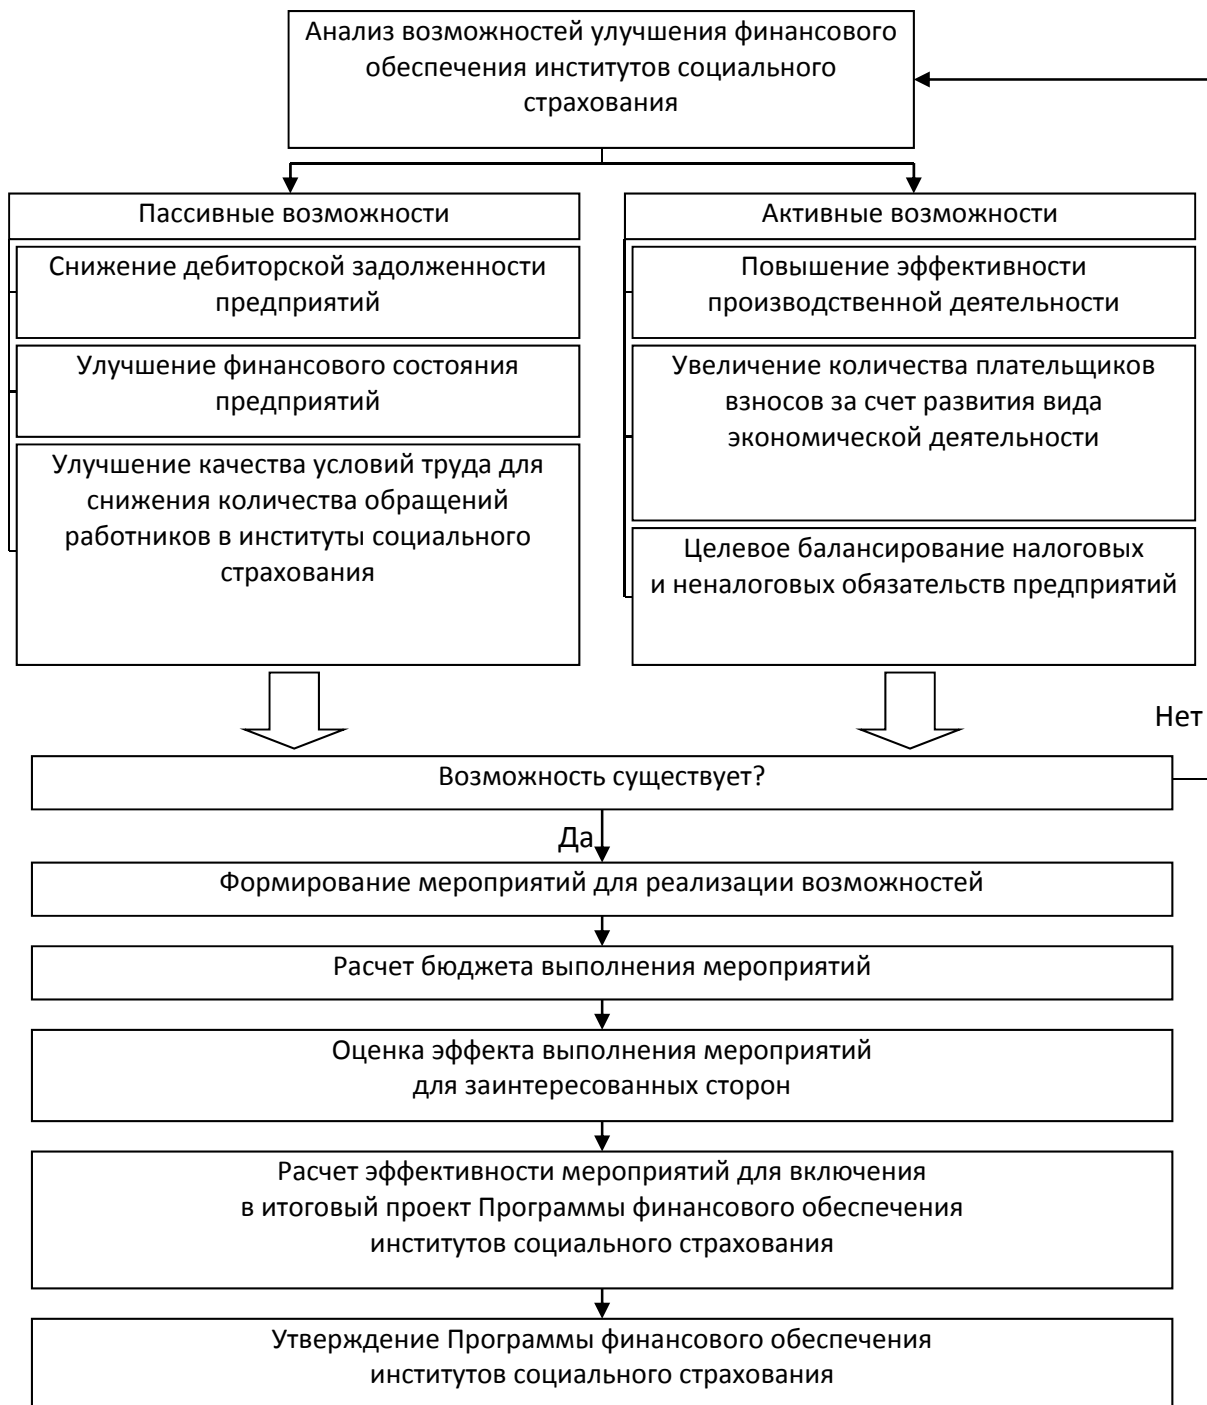 Анализ возможностей улучшения финансового
обеспечения институтов социального
страхования
Пассивные возможности
Снижение дебиторской задолженности
предприятий
Улучшение финансового состояния
предприятий
Улучшение качества условий труда для
снижения количества обращений
работников в институты социального
страхования
Активные возможности
Повышение эффективности
производственной деятельности
Увеличение количества плательщиков
взносов за счет развития вида
экономической деятельности
Целевое балансирование налоговых
и неналоговых обязательств предприятий
Нет
Возможность существует?
Да
Формирование мероприятий для реализации возможностей
Расчет бюджета выполнения мероприятий
Оценка эффекта выполнения мероприятий
для заинтересованных сторон
Расчет эффективности мероприятий для включения
в итоговый проект Программы финансового обеспечения
институтов социального страхования
Утверждение Программы финансового обеспечения
институтов социального страхования